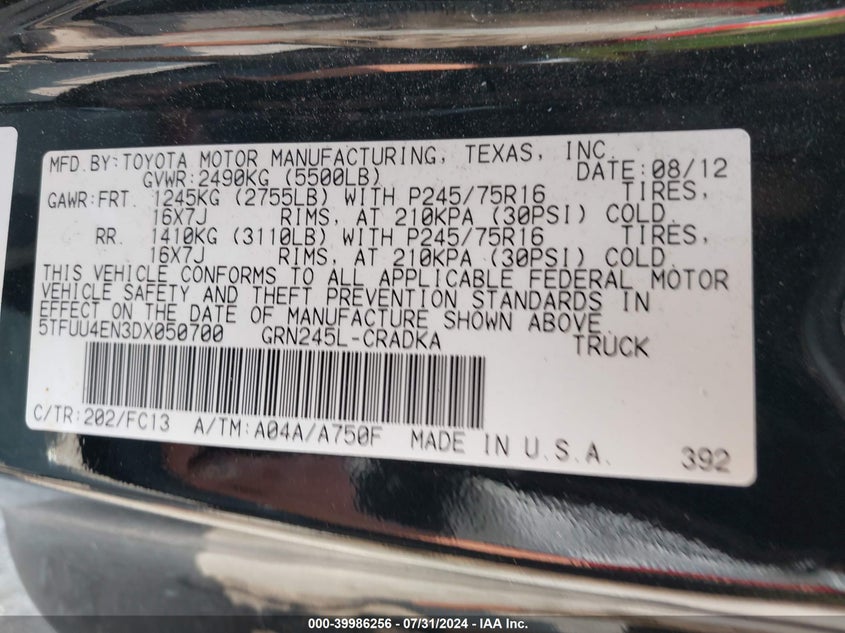 MFD.BY:TOYOTA MOTOR MANUFACTURING, TEXAS, INC.
GVWR:2490KG (5500LB) DATE:08/12
GAWR:FRT. 1245KG (2755LB) WITH P245/75R16 TIRES,
16X7J RIMS, AT 210KPA (30PSI) COLD.
RR. 1410KG (3110LB) WITH P245/75R16 TIRES,
16X7J RIMS, AT 210KPA (30PSI) COLD.
THIS VEHICLE CONFORMS TO ALL APPLICABLE FEDERAL MOTOR
VEHICLE SAFETY AND THEFT PREVENTION STANDARDS IN
EFFECT ON THE DATE OF MANUFACTURE SHOWN ABOVE.
5TFUU4EN3DX050700 GRN245L-CRADKA TRUCK
C/TR:202/FC13 A/TM:A04A/A750F MADE IN U.S.A. 392
000-39986256 - 07/31/2024 - IAA Inc.